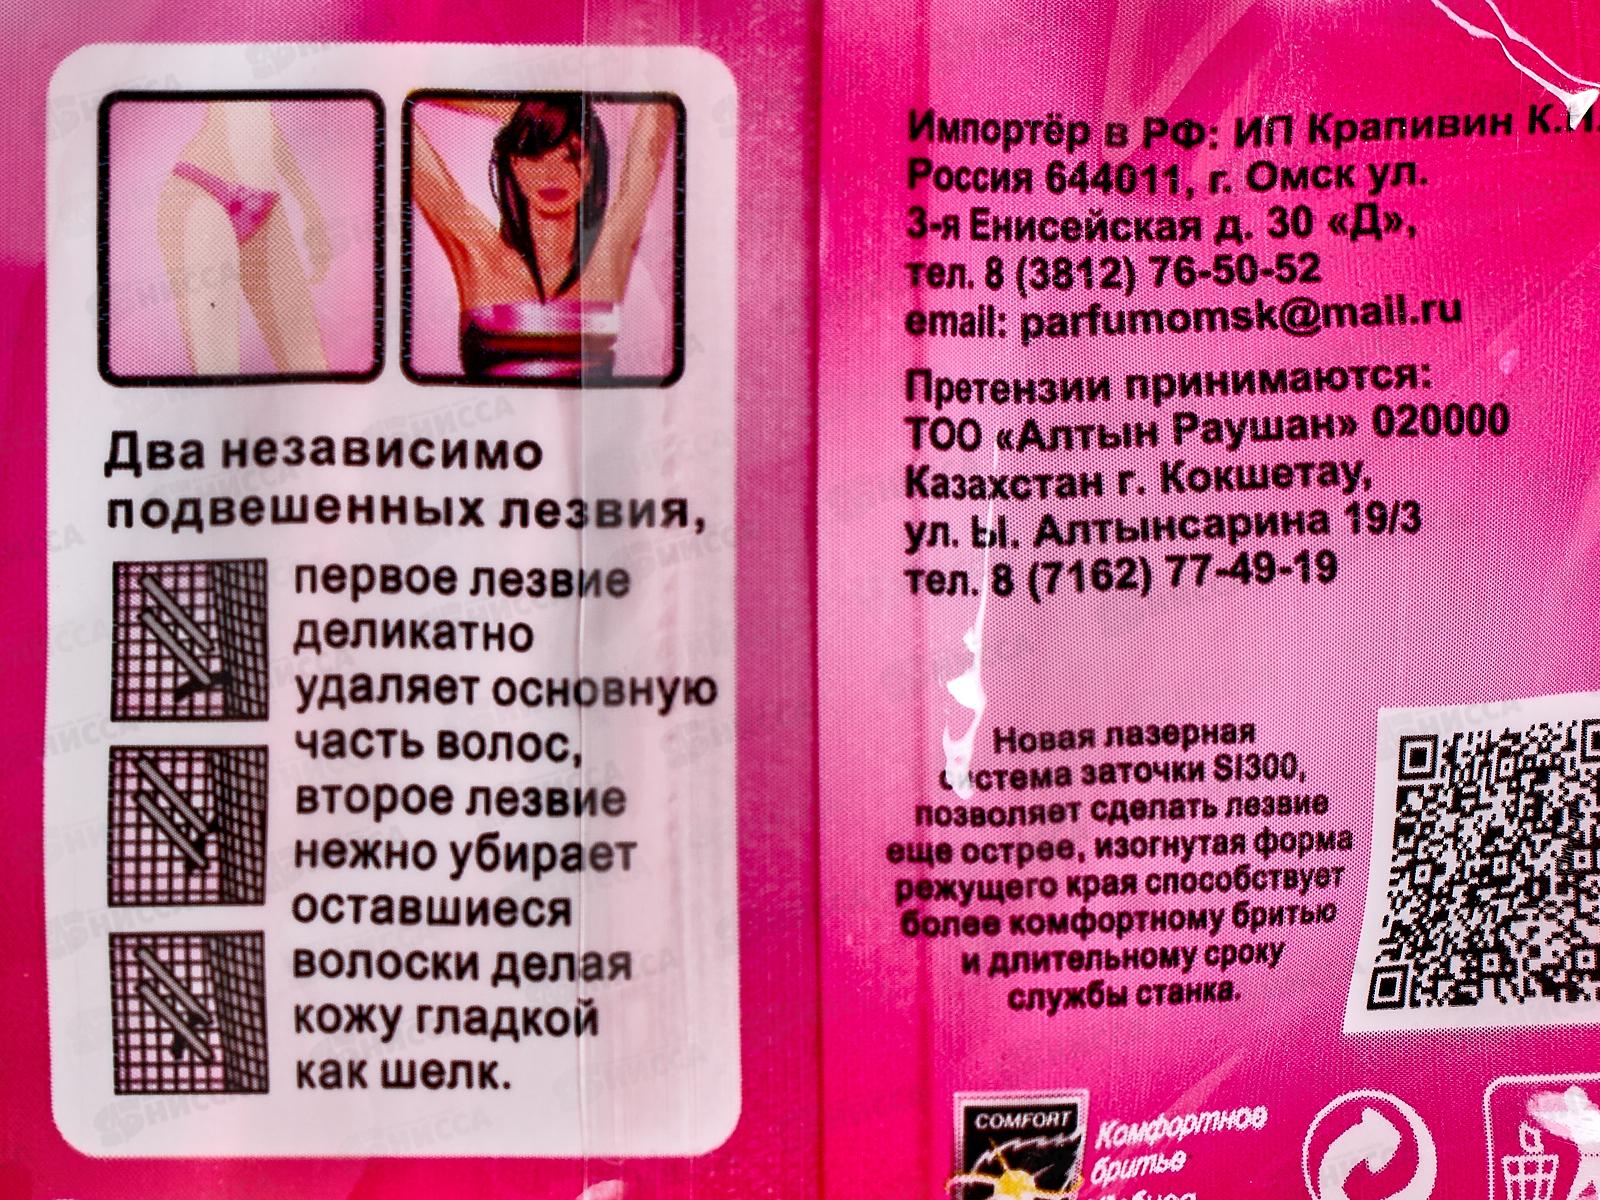 Два независимо
подвешенных лезвия,
первое лезвие
деликатно
удаляет основную
часть волос,
второе лезвие
нежно убирает
оставшиеся
волоски делая
кожу гладкой
как шелк.
Импортёр в РФ: ИП Крапивин К.И.
Россия 644011, г. Омск ул.
3-я Енисейская д. 30 «Д»,
тел. 8 (3812) 76-50-52
email: parfumomsk@mail.ru
Претензии принимаются:
ТОО «Алтын Раушан» 020000
Казахстан г. Кокшетау,
ул. Ы. Алтынсарина 19/3
тел. 8 (7162) 77-49-19
Новая лазерная
система заточки SI300,
позволяет сделать лезвие
еще острее, изогнутая форма
режущего края способствует
более комфортному бритью
и длительному сроку
службы станка.
COMFORT
Комфортное
бритье